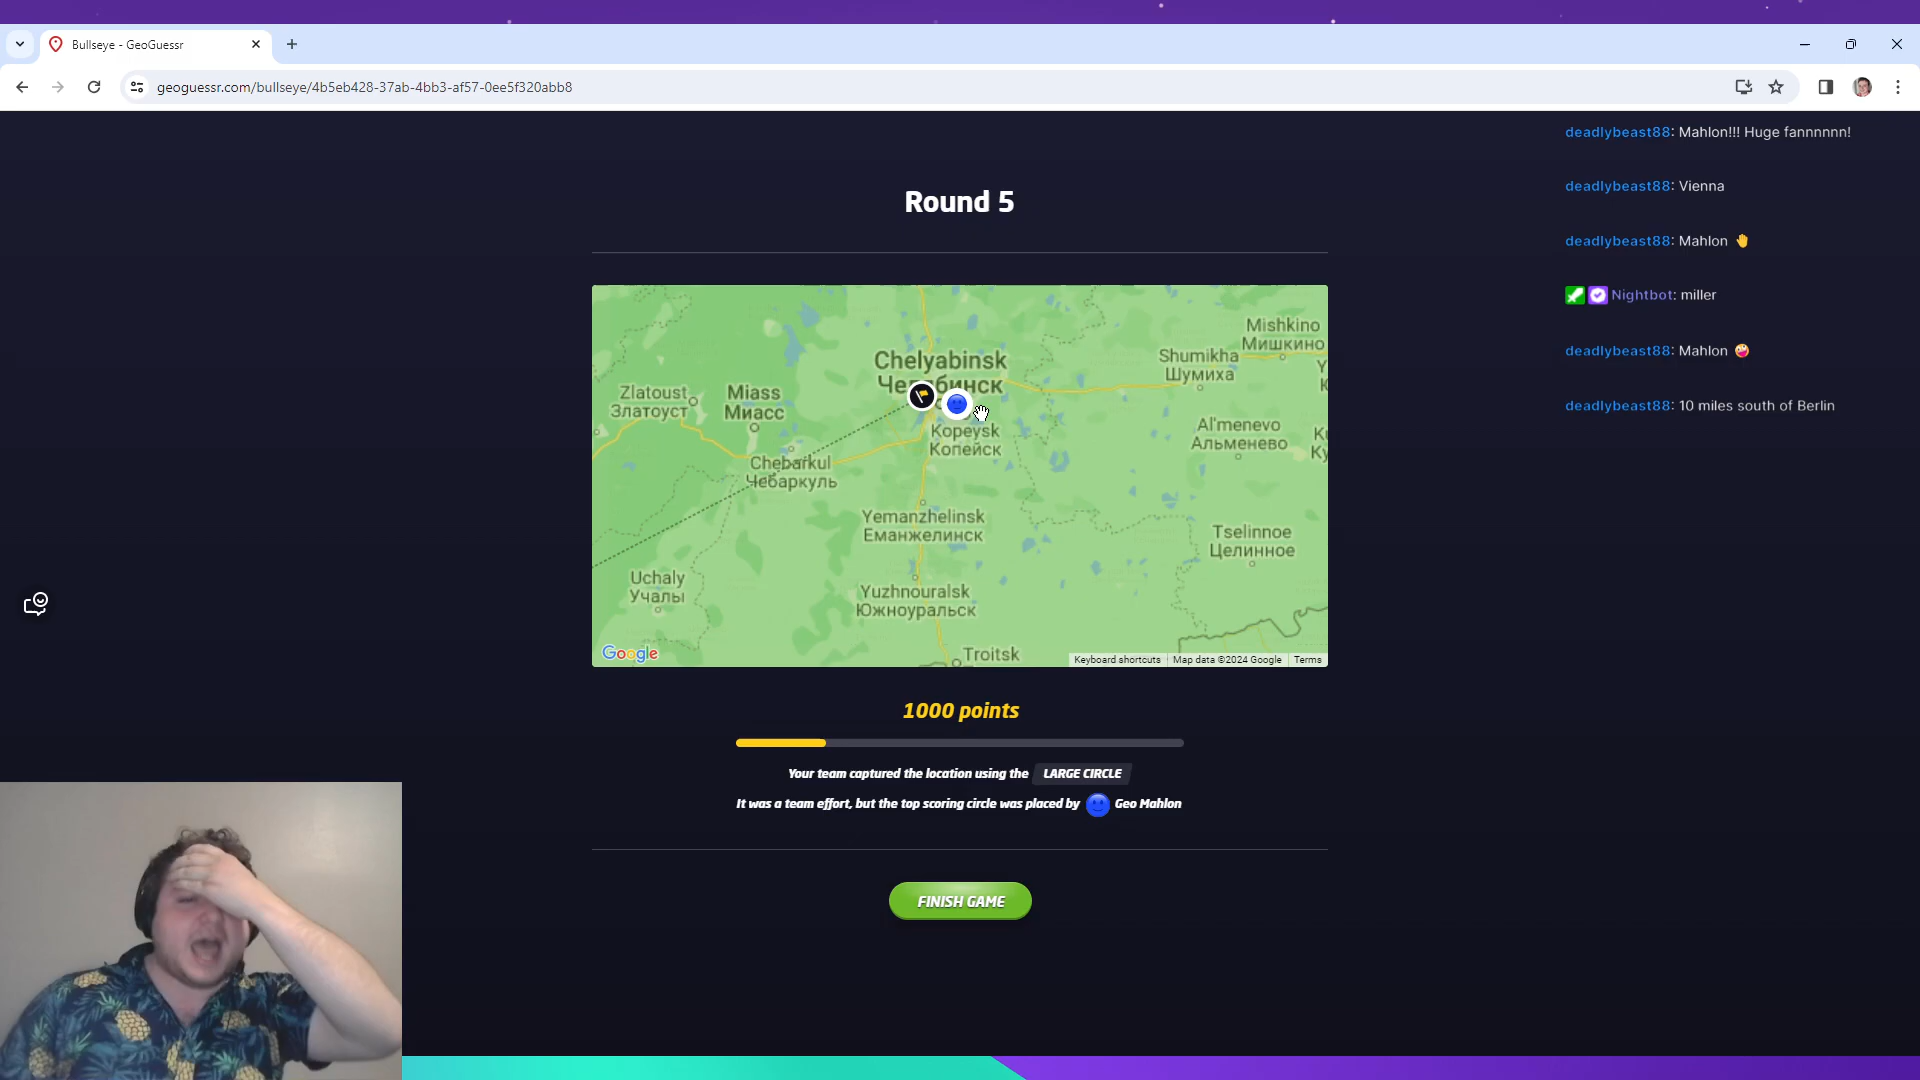 Bullseye - GeoGuessr
geoguessr.com/bullseye/4b5eb428-37ab-4bb3-af57-0ee5f320abb8
deadlybeast88: Mahlon!!! Huge fannnnnn!
deadlybeast88: Vienna
deadlybeast88: Mahlon 🤚
Nightbot: miller
deadlybeast88: Mahlon 🤪
deadlybeast88: 10 miles south of Berlin
Round 5
Mishkino
Мишкино
Chelyabinsk
Shumikha
Шумиха
Zlatoust
Златоуст
Miass
Миасс
Kopeysk
Копейск
Al'menevo
Альменево
Chebarkul
Чебаркуль
Yemanzhelinsk
Еманжелинск
Tselinnoe
Целинное
Uchaly
Учалы
Yuzhnouralsk
Южноуральск
Troitsk
Google
Keyboard shortcuts
Map data ©2024 Google
Terms
1000 points
Your team captured the location using the LARGE CIRCLE
It was a team effort, but the top scoring circle was placed by Geo Mahlon
FINISH GAME